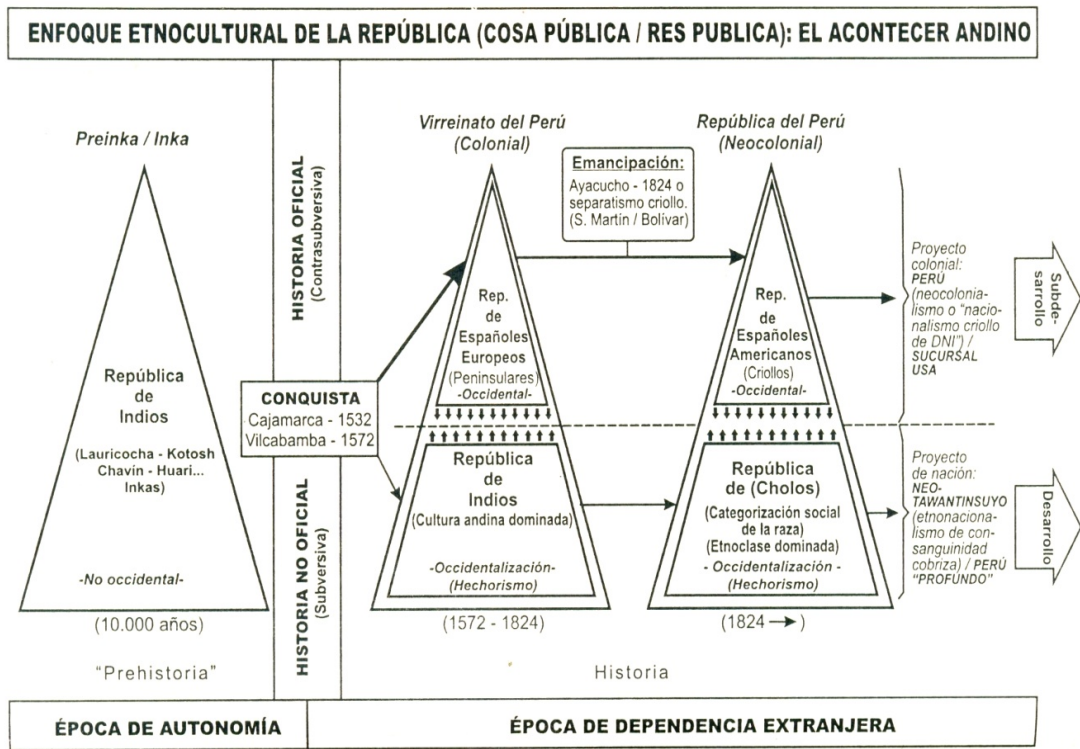 ENFOQUE ETNOCULTURAL DE LA REPÚBLICA (COSA PÚBLICA / RES PUBLICA): EL ACONTECER ANDINO
Preinka / Inka
República
de
Indios
(Lauricocha - Kotosh
Chavín - Huari...
Inkas)
-No occidental-
(10.000 años)
"Prehistoria"
HISTORIA OFICIAL
(Contrasubversiva)
HISTORIA NO OFICIAL
(Subversiva)
CONQUISTA
Cajamarca - 1532
Vilcabamba - 1572
Virreinato del Perú
(Colonial)
Rep.
de
Españoles
Europeos
(Peninsulares)
-Occidental-
República
de
Indios
(Cultura andina dominada)
-Occidentalización-
(Hechorismo)
(1572 - 1824)
Emancipación:
Ayacucho - 1824 o
separatismo criollo.
(S. Martin / Bolívar)
República del Perú
(Neocolonial)
Rep.
de
Españoles
Americanos
(Criollos)
-Occidental-
República
de (Cholos)
(Categorización social
de la raza)
(Etnoclase dominada)
- Occidentalización -
(Hechorismo)
(1824 → )
Historia
Proyecto
colonial:
PERÚ
(neocolonia-
lismo o "nacio-
nalismo criollo
de DNI") /
SUCURSAL
USA
Subde-
sarrollo
Proyecto
de nación:
NEO-
TAWANTINSUYO
(etnonaciona-
lismo de con-
sanguinidad
cobriza) / PERÚ
"PROFUNDO"
Desarrollo
ÉPOCA DE AUTONOMÍA
ÉPOCA DE DEPENDENCIA EXTRANJERA